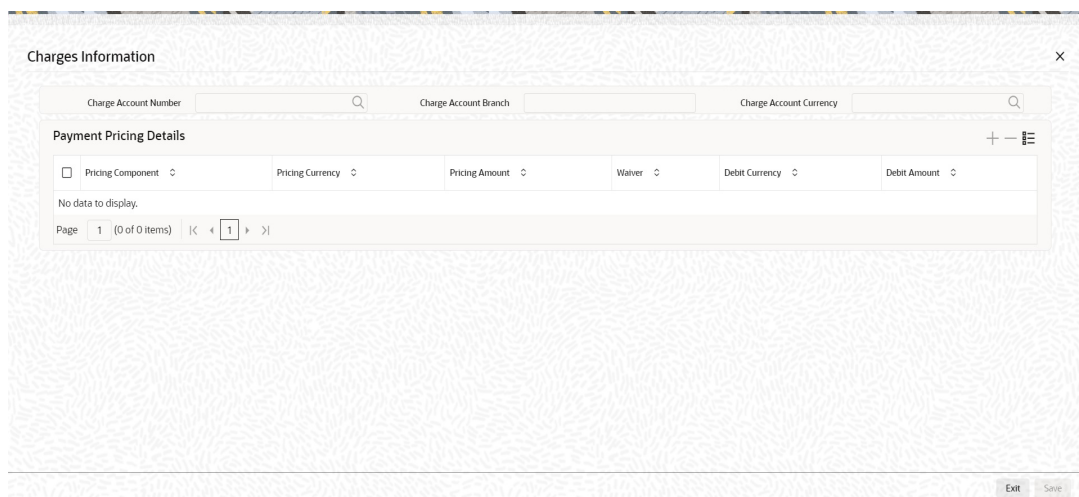 Charges Information
Charge Account Number Charge Account Branch Charge Account Currency
Payment Pricing Details
Pricing Component Pricing Currency Pricing Amount Waiver Debit Currency Debit Amount
No data to display.
Page 1 (0 of 0 items) 1
Exit Save